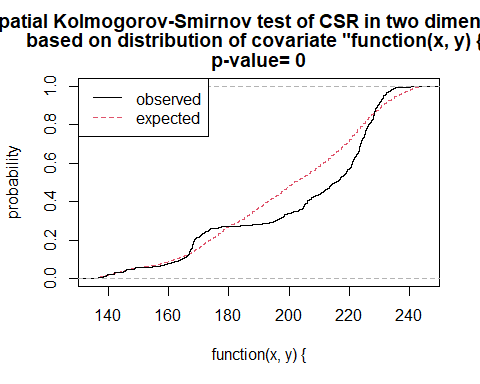 patial Kolmogorov-Smirnov test of CSR in two dimen
based on distribution of covariate "function(x, y) {
p-value= 0
observed
expected
probability
0.0
0.2
0.4
0.6
0.8
1.0
140
160
180
200
220
240
function(x, y) {